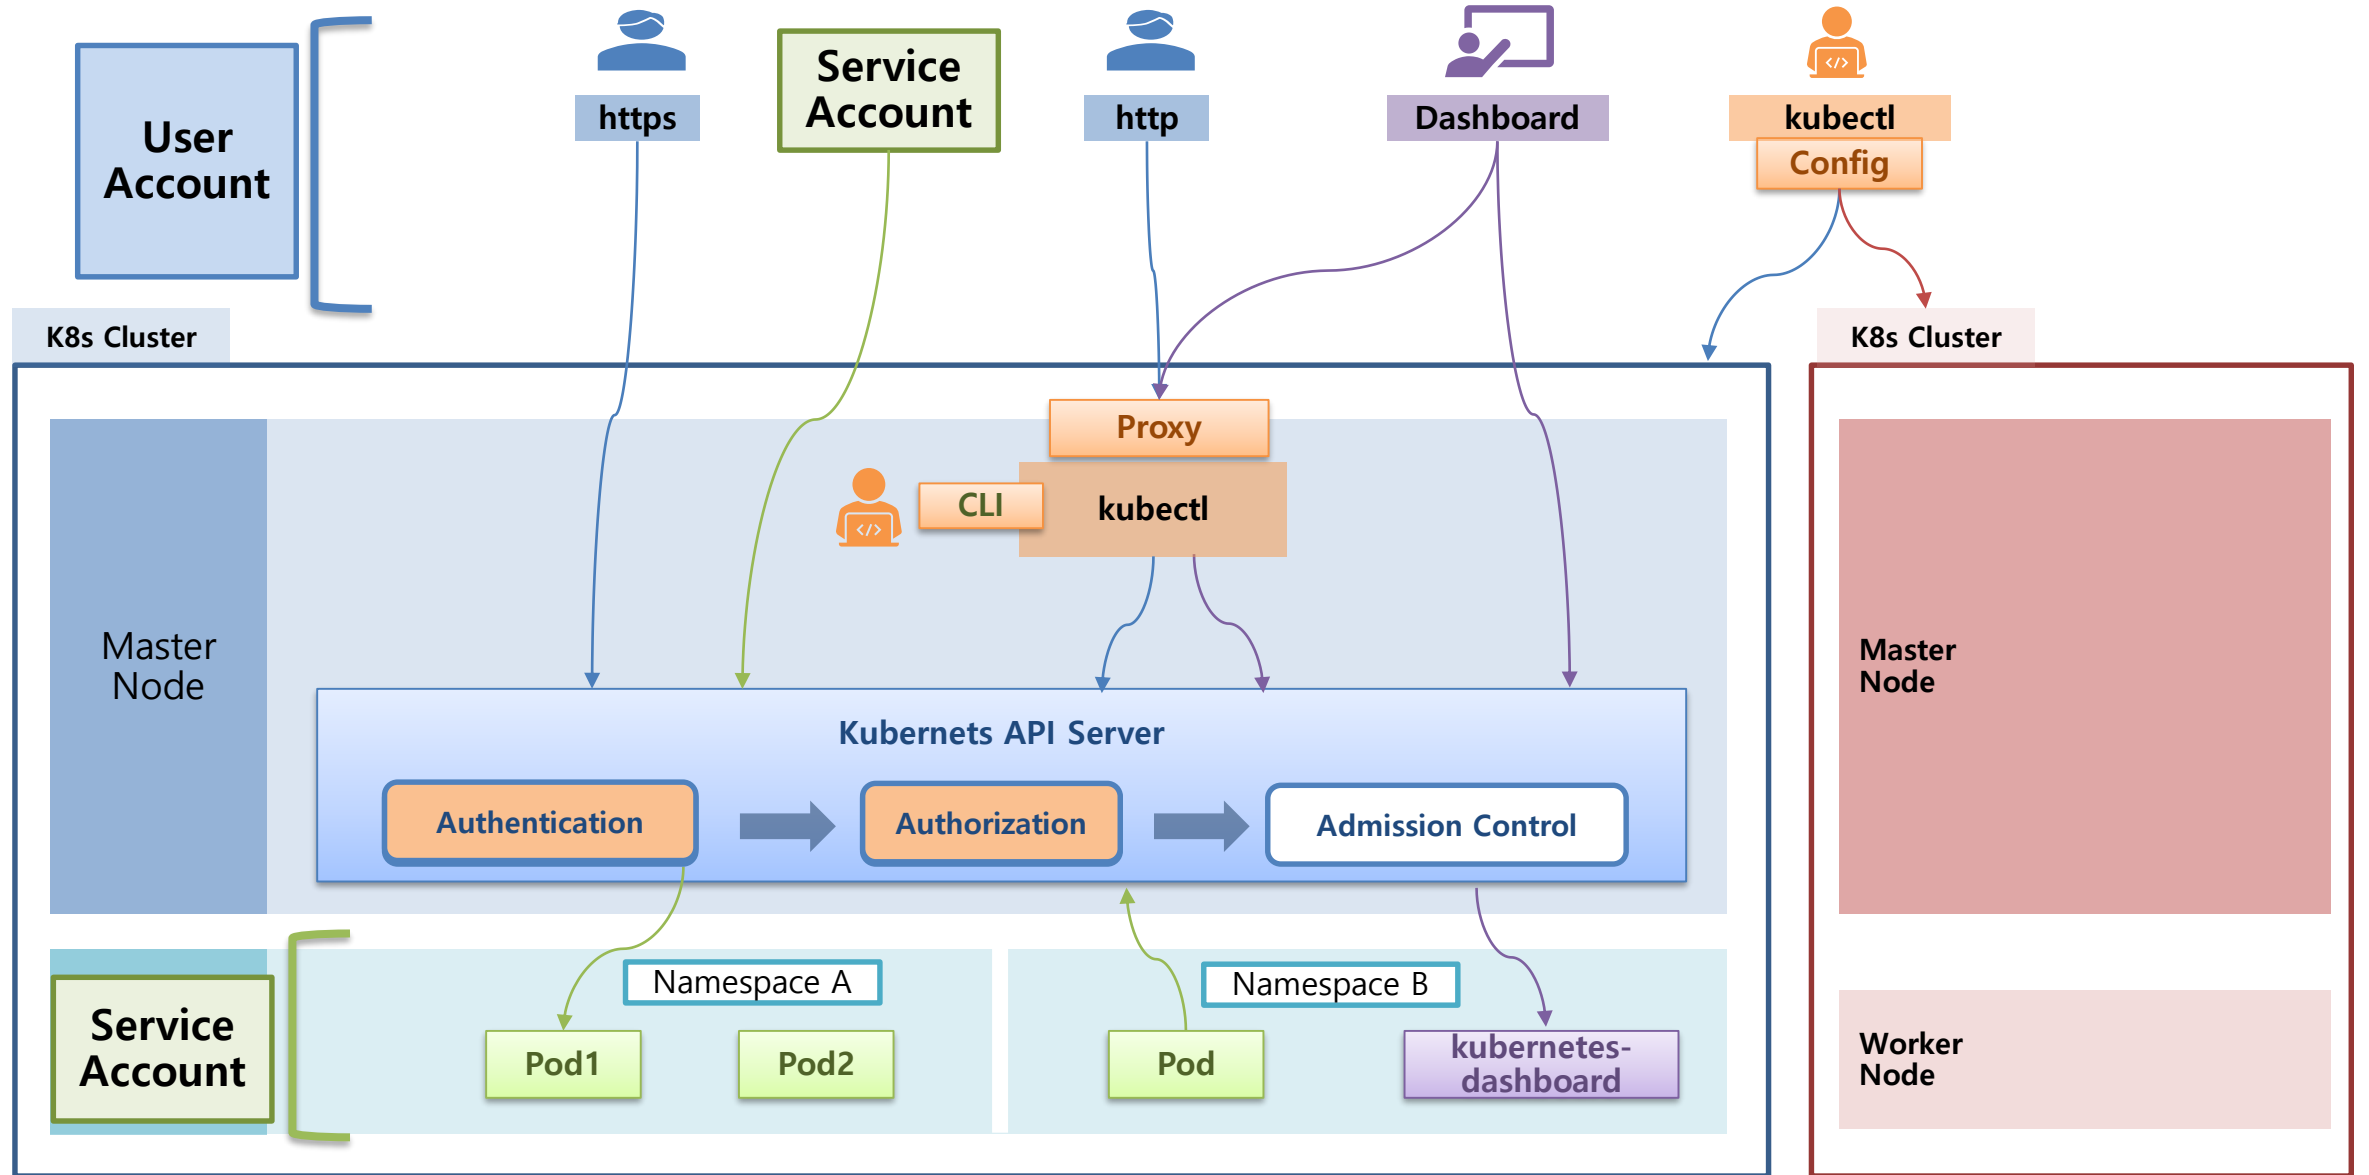 User
Account
https
Service
Account
http
Dashboard
kubectl
Config
K8s Cluster
K8s Cluster
Proxy
CLI
kubectl
Master
Node
Kubernets API Server
Authentication
Authorization
Admission Control
Master
Node
Service
Account
Namespace A
Pod1
Pod2
Namespace B
Pod
kubernetes-
dashboard
Worker
Node